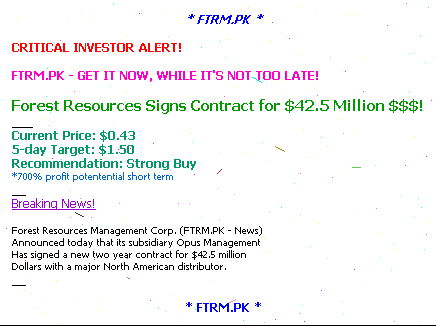 * FTRM.PK *
CRITICAL INVESTOR ALERT!
FTRM.PK - GET IT NOW, WHILE IT'S NOT TOO LATE!
Forest Resources Signs Contract for $42.5 Million $$$!
Current Price: $0.43
5-day Target: $1.50
Recommendation: Strong Buy
*700% profit potentential short term
Breaking News!
Forest Resources Management Corp. (FTRM.PK - News)
Announced today that its subsidiary Opus Management
Has signed a new two year contract for $42.5 million
Dollars with a major North American distributor.
* FTRM.PK *